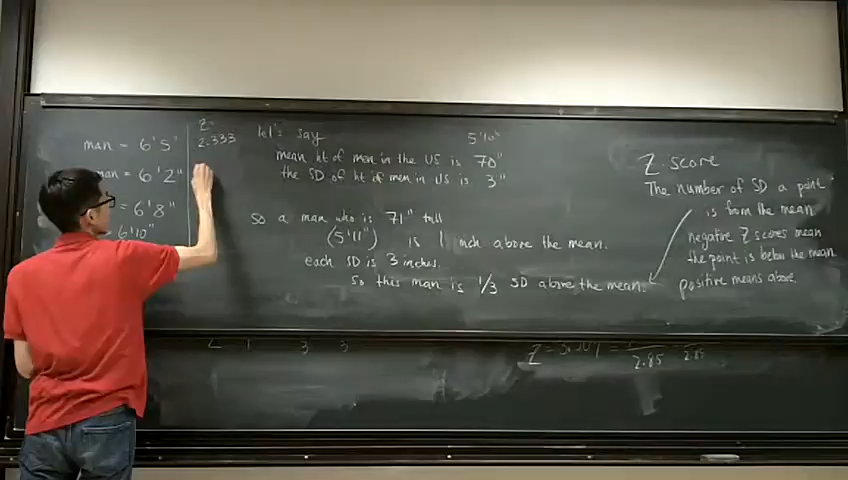 man = 6'5"
man = 6'2"
= 6'8"
= 6'10"
Z =
2.333
let's say
5'10"
mean ht of men in the US is 70"
the SD of ht of men in US is 3"
so a man who is 71" tall
(5'11") is 1 inch above the mean.
each SD is 3 inches.
so this man is 1/3 SD above the mean.
Z-score
The number of SD a point
is from the mean
negative Z scores mean
the point is below the mean
positive means above.
2.85
2.85